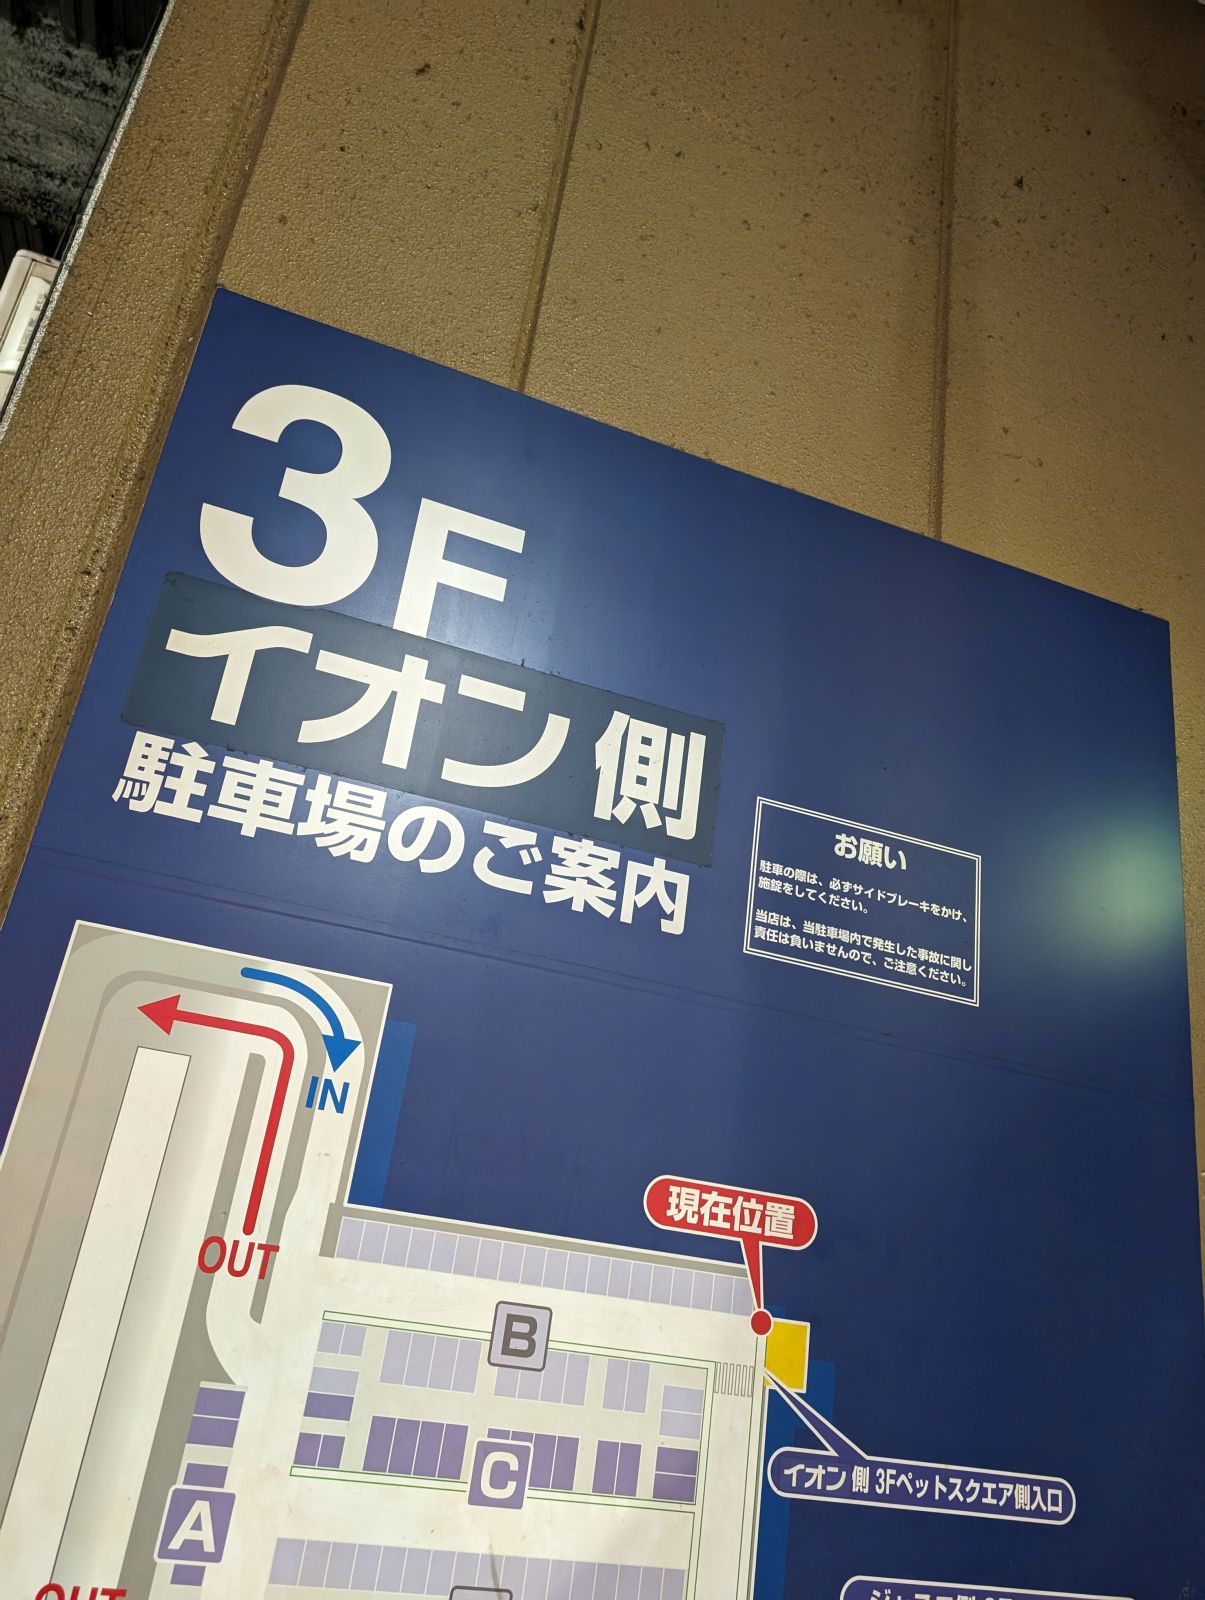 3F
イオン側
駐車場のご案内
お願い
駐車の際は、必ずサイドブレーキをかけ、
施錠をしてください。
当店は、当駐車場内で発生した事故に関し
責任は負いませんので、ご注意ください。
IN
OUT
現在位置
B
C
イオン側 3Fペットスクエア側入口
A
OUT